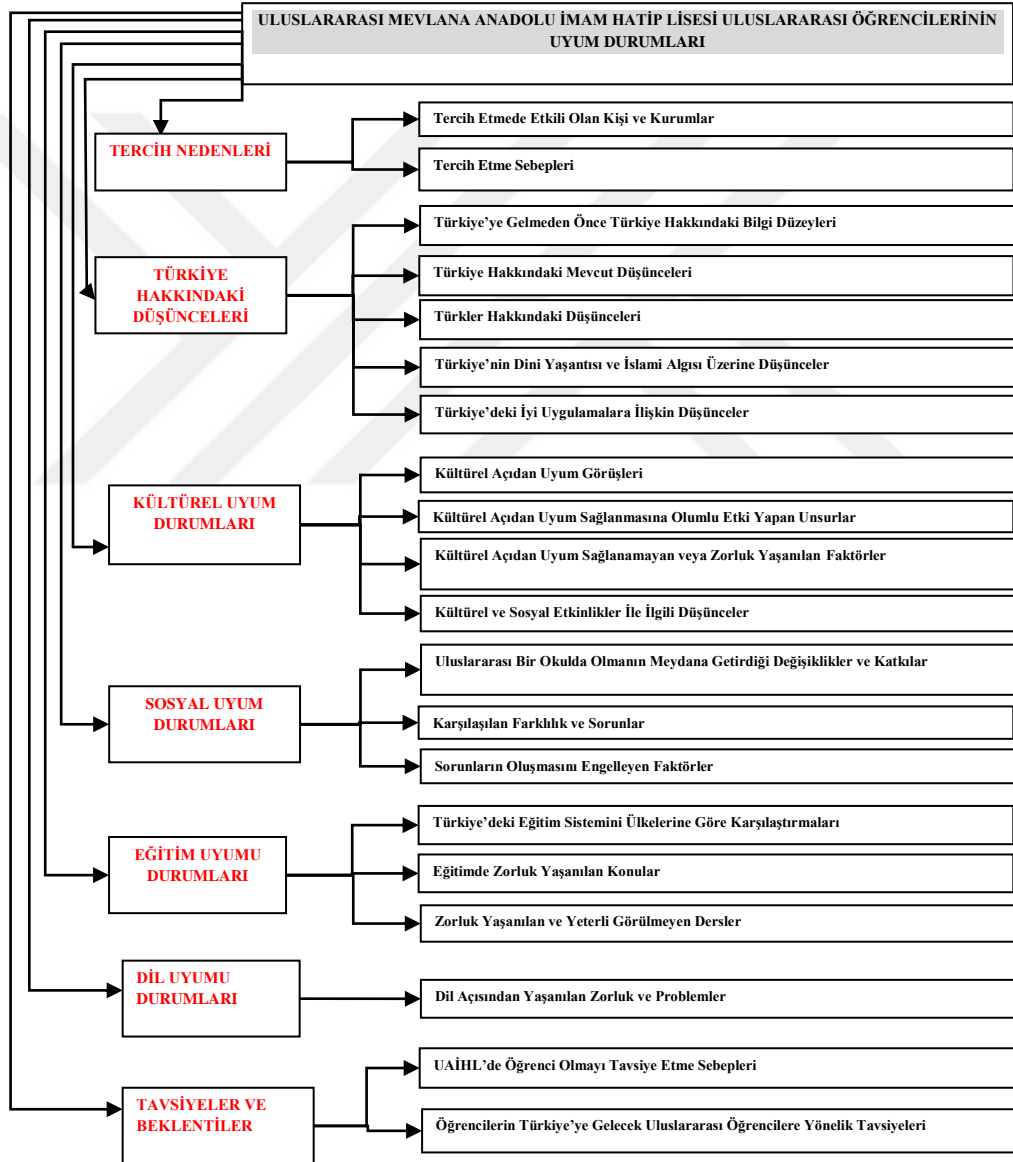 ULUSLARARASI MEVLANA ANADOLU İMAM HATİP LİSESİ ULUSLARARASI ÖĞRENCİLERİNİN
UYUM DURUMLARI
TERCİH NEDENLERİ
Tercih Etmede Etkili Olan Kişi ve Kurumlar
Tercih Etme Sebepleri
TÜRKİYE
HAKKINDAKİ
DÜŞÜNCELERİ
Türkiye’ye Gelmeden Önce Türkiye Hakkındaki Bilgi Düzeyleri
Türkiye Hakkındaki Mevcut Düşünceleri
Türkler Hakkındaki Düşünceleri
Türkiye’nin Dini Yaşantısı ve İslami Algısı Üzerine Düşünceler
Türkiye’deki İyi Uygulamalara İlişkin Düşünceler
KÜLTÜREL UYUM
DURUMLARI
Kültürel Açıdan Uyum Görüşleri
Kültürel Açıdan Uyum Sağlanmasına Olumlu Etki Yapan Unsurlar
Kültürel Açıdan Uyum Sağlanamayan veya Zorluk Yaşanılan Faktörler
Kültürel ve Sosyal Etkinlikler İle İlgili Düşünceler
SOSYAL UYUM
DURUMLARI
Uluslararası Bir Okulda Olmanın Meydana Getirdiği Değişiklikler ve Katkılar
Karşılaşılan Farklılık ve Sorunlar
Sorunların Oluşmasını Engelleyen Faktörler
EĞİTİM UYUMU
DURUMLARI
Türkiye’deki Eğitim Sistemini Ülkelerine Göre Karşılaştırmaları
Eğitimde Zorluk Yaşanılan Konular
Zorluk Yaşanılan ve Yeterli Görülmeyen Dersler
DİL UYUMU
DURUMLARI
Dil Açısından Yaşanılan Zorluk ve Problemler
TAVSİYELER VE
BEKLENTİLER
UAİHL’de Öğrenci Olmayı Tavsiye Etme Sebepleri
Öğrencilerin Türkiye’ye Gelecek Uluslararası Öğrencilere Yönelik Tavsiyeleri